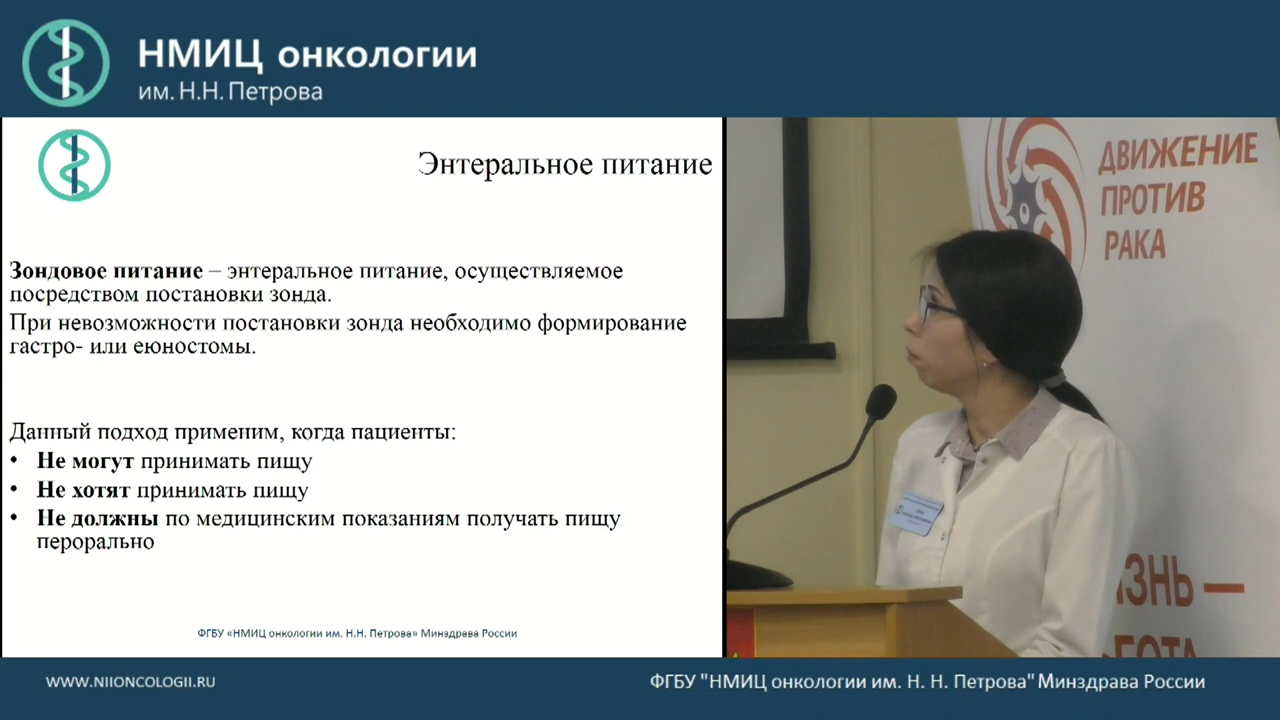 НМИЦ онкологии
им. Н.Н. Петрова
Энтеральное питание
Зондовое питание – энтеральное питание, осуществляемое
посредством постановки зонда.
При невозможности постановки зонда необходимо формирование
гастро- или еюностомы.
Данный подход применим, когда пациенты:
• Не могут принимать пищу
• Не хотят принимать пищу
• Не должны по медицинским показаниям получать пищу
перорально
ФГБУ «НМИЦ онкологии им. Н.Н. Петрова» Минздрава России
ДВИЖЕНИЕ
ПРОТИВ
РАКА
ИЗНЬ —
БОТА
WWW.NIIONCOLOGII.RU
ФГБУ "НМИЦ онкологии им. Н. Н. Петрова" Минздрава России